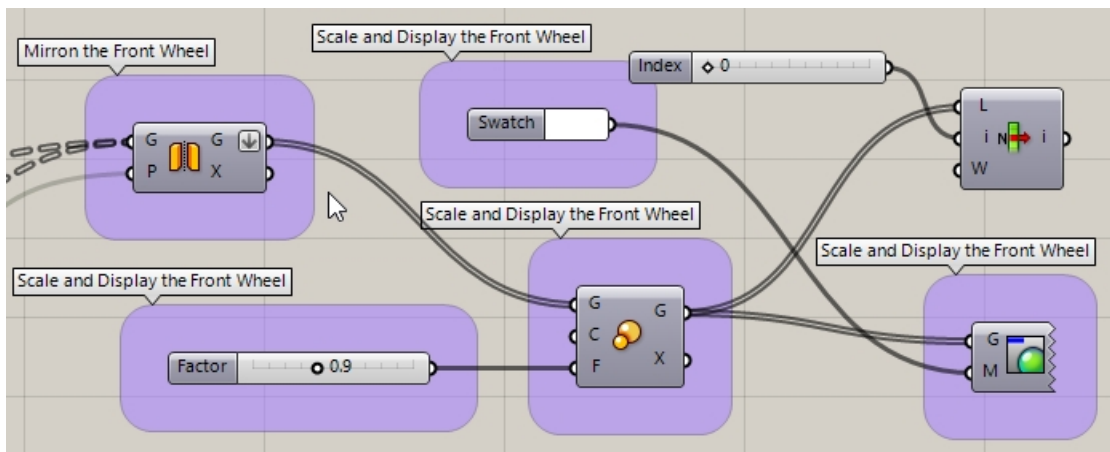 Mirron the Front Wheel
G G
P X
Scale and Display the Front Wheel
Swatch
Index 0
L
i N i
W
Scale and Display the Front Wheel
Factor 0.9
Scale and Display the Front Wheel
G G
C
F X
Scale and Display the Front Wheel
G
M